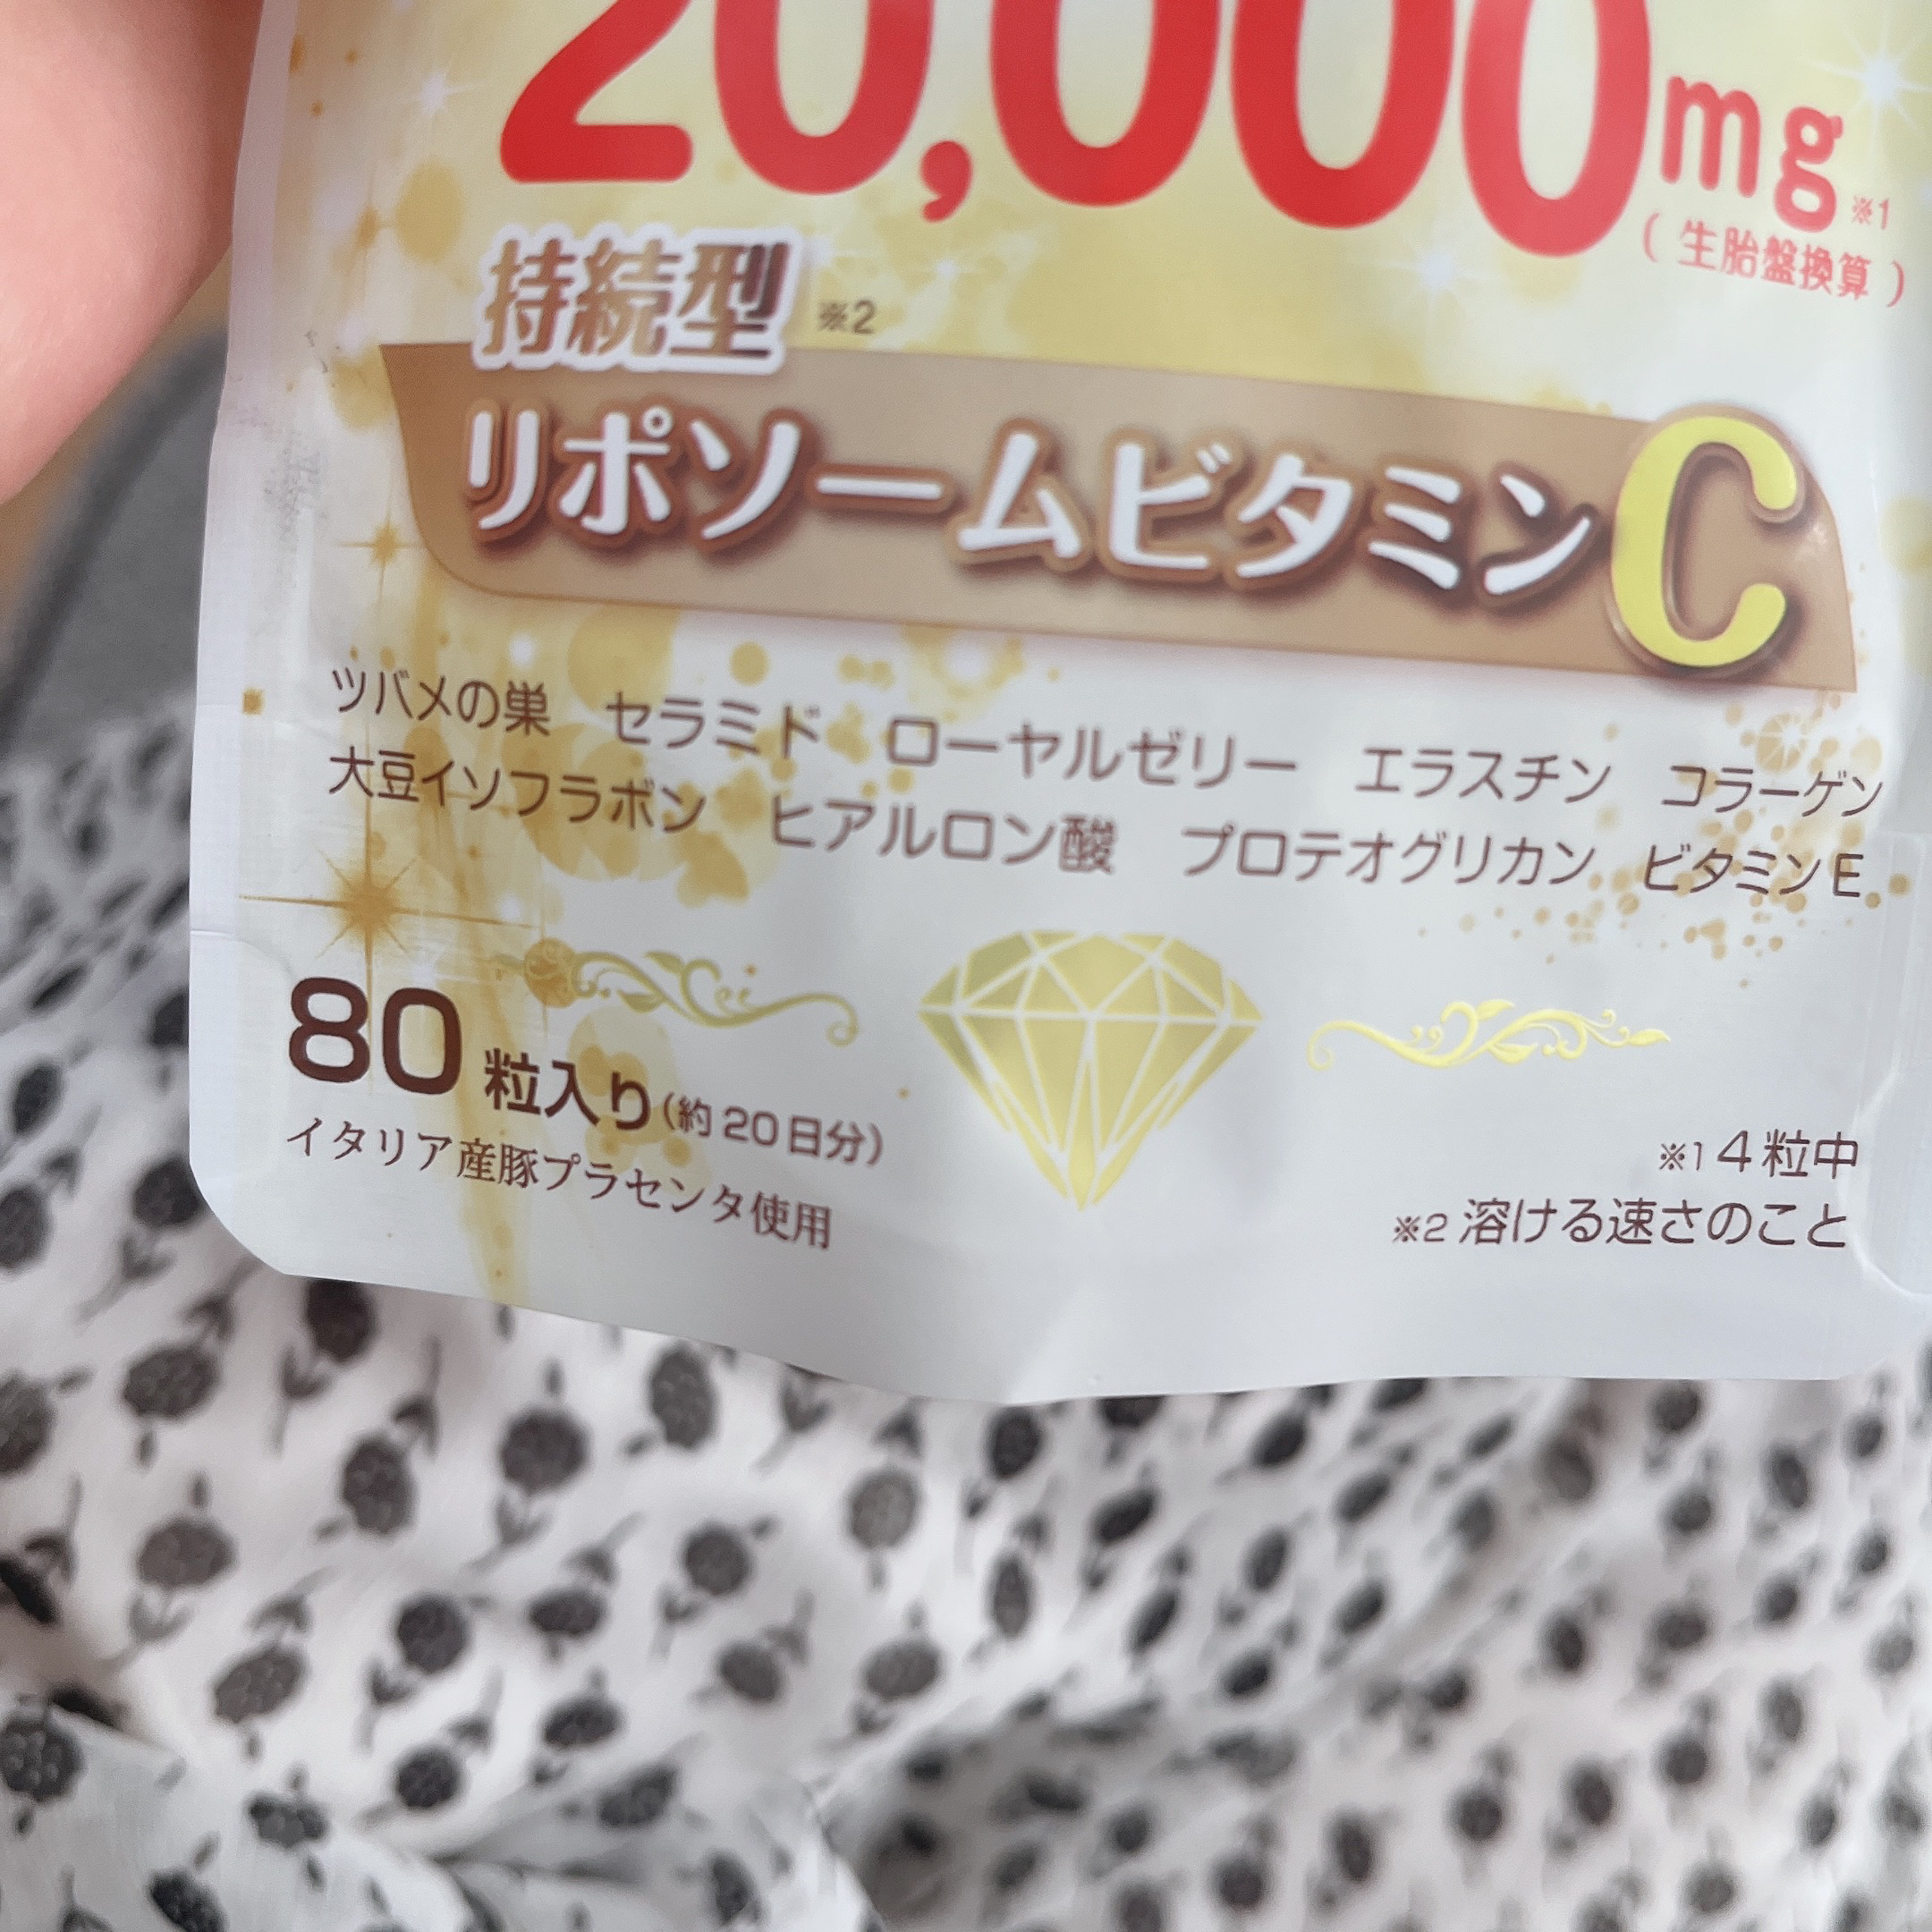 20,000mg※1
(生胎盤換算)
持続型 ※2
リポソームビタミンC
ツバメの巣 セラミド ローヤルゼリー エラスチン コラーゲン
大豆イソフラボン ヒアルロン酸 プロテオグリカン ビタミンE
80粒入り(約20日分)
イタリア産豚プラセンタ使用
※1 4粒中
※2 溶ける速さのこと